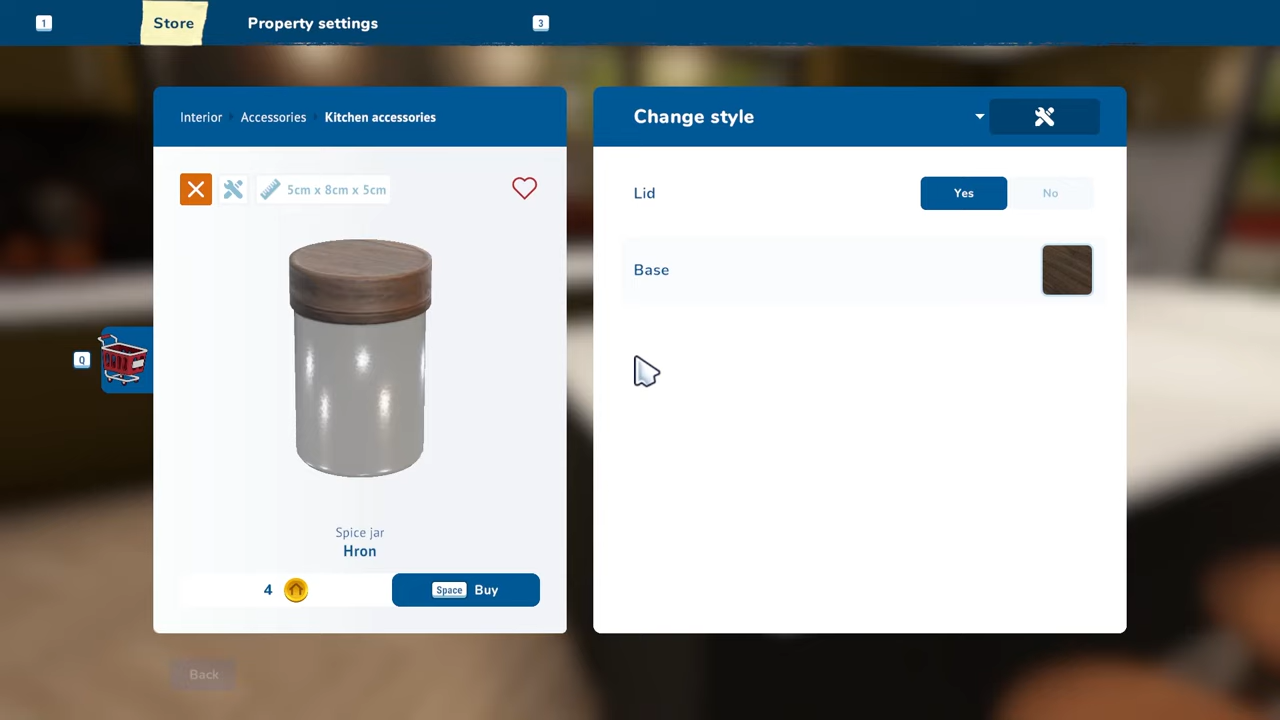 1
Store
Property settings
3
Interior Accessories Kitchen accessories
5cm x 8cm x 5cm
Spice jar
Hron
4
Space Buy
Q
Back
Change style
Lid
Yes
No
Base